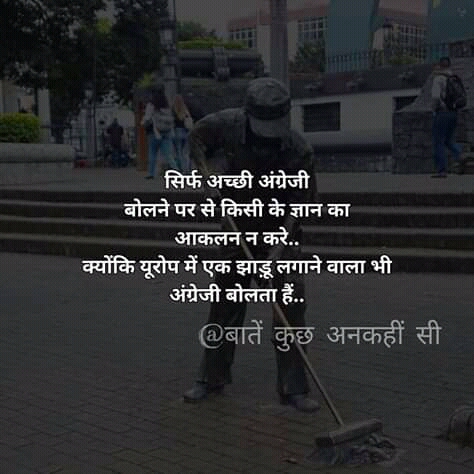 सिर्फ अच्छी अंग्रेजी
बोलने पर से किसी के ज्ञान का
आकलन न करे..
क्योंकि यूरोप में एक झाड़ू लगाने वाला भी
अंग्रेजी बोलता हैं..
@बातें कुछ अनकहीं सी